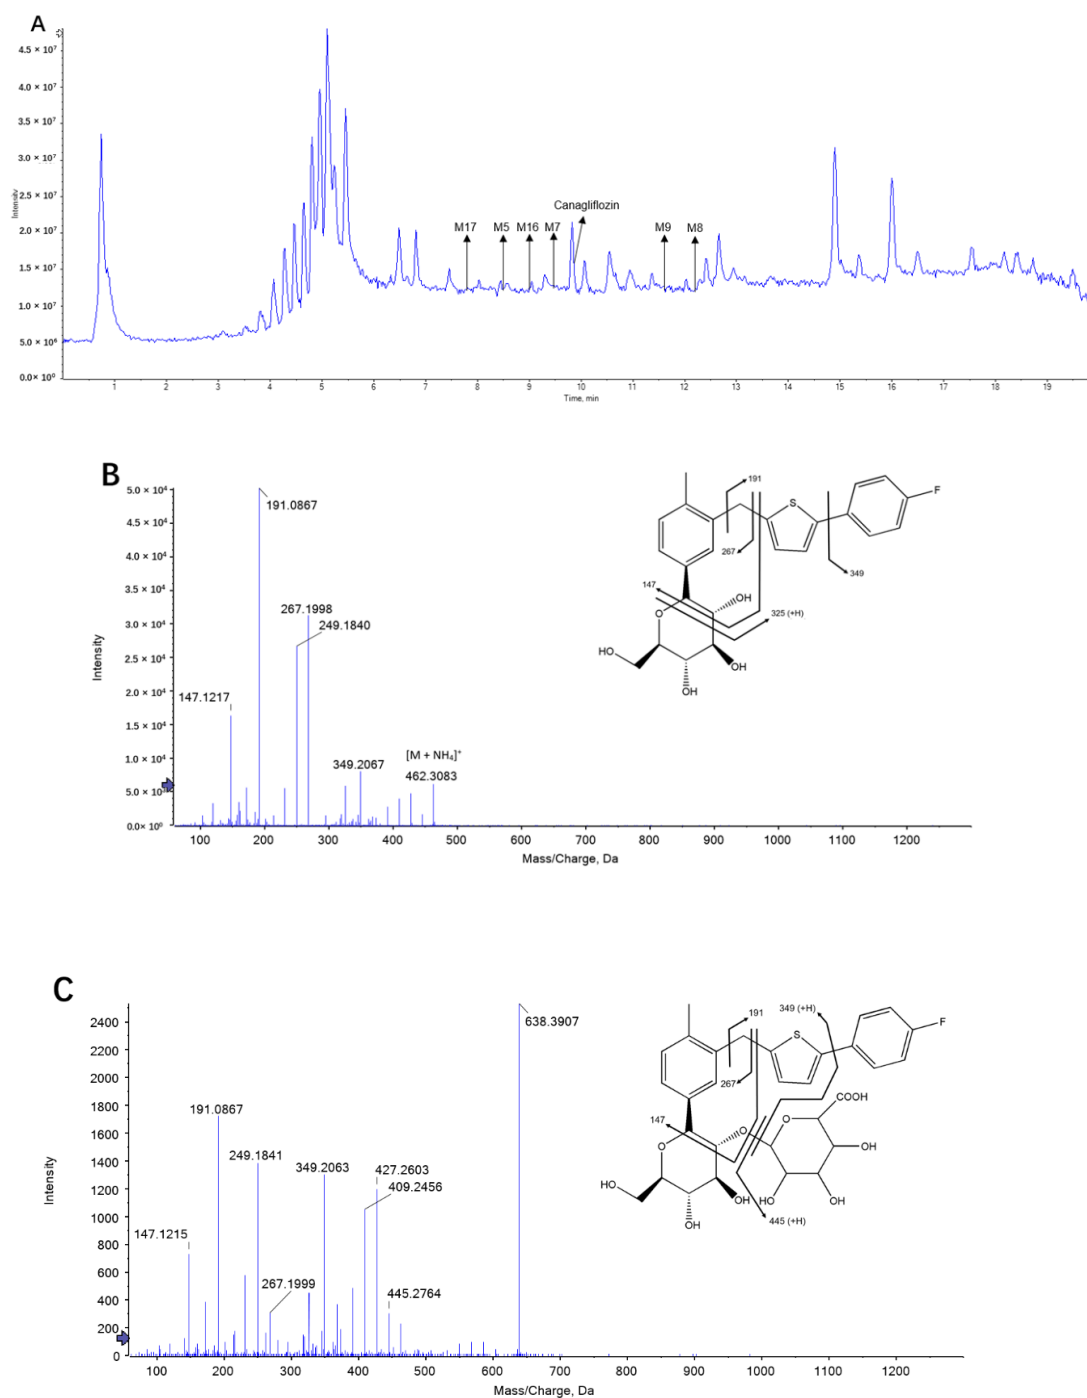 A
4.5 × 10⁷
4.0 × 10⁷
3.5 × 10⁷
3.0 × 10⁷
2.5 × 10⁷
2.0 × 10⁷
1.5 × 10⁷
1.0 × 10⁷
5.0 × 10⁶
0.0× 10⁰
Intensity
M17
M5
M16
M7
Canagliflozin
M9
M8
1 2 3 4 5 6 7 8 9 10 11 12 13 14 15 16 17 18 19
Time, min
B
5.0 × 10⁴
4.5 × 10⁴
4.0 × 10⁴
3.5 × 10⁴
3.0 × 10⁴
2.5 × 10⁴
2.0 × 10⁴
1.5 × 10⁴
1.0 × 10⁴
5.0 × 10³
0.0× 10⁰
Intensity
191.0867
267.1998
249.1840
147.1217
349.2067
[M + NH₄]⁺
462.3083
100 200 300 400 500 600 700 800 900 1000 1100 1200
Mass/Charge, Da
191
S
F
267
349
147
OH
325 (+H)
O
HO
OH
OH
C
2400
2200
2000
1800
1600
1400
1200
1000
800
600
400
200
0
Intensity
638.3907
191.0867
249.1841
349.2063
427.2603
409.2456
147.1215
267.1999
445.2764
100 200 300 400 500 600 700 800 900 1000 1100 1200
Mass/Charge, Da
191
349 (+H)
S
F
267
COOH
147
O
O
O
OH
HO
OH
HO
OH
OH
445 (+H)